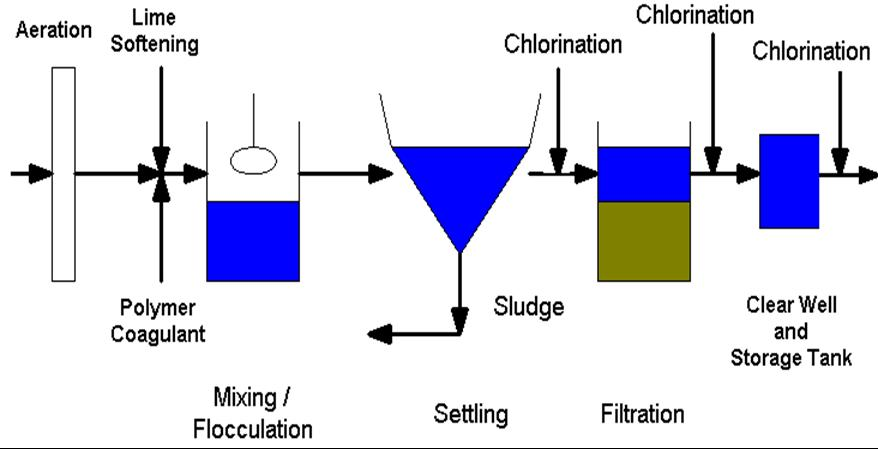 Aeration
Lime
Softening
Chlorination
Chlorination
Chlorination
Polymer
Coagulant
Sludge
Clear Well
and
Storage Tank
Mixing /
Flocculation
Settling
Filtration